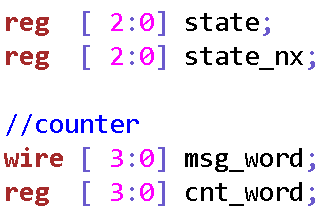 reg  [ 2:0] state;
reg  [ 2:0] state_nx;

//counter
wire [ 3:0] msg_word;
reg  [ 3:0] cnt_word;